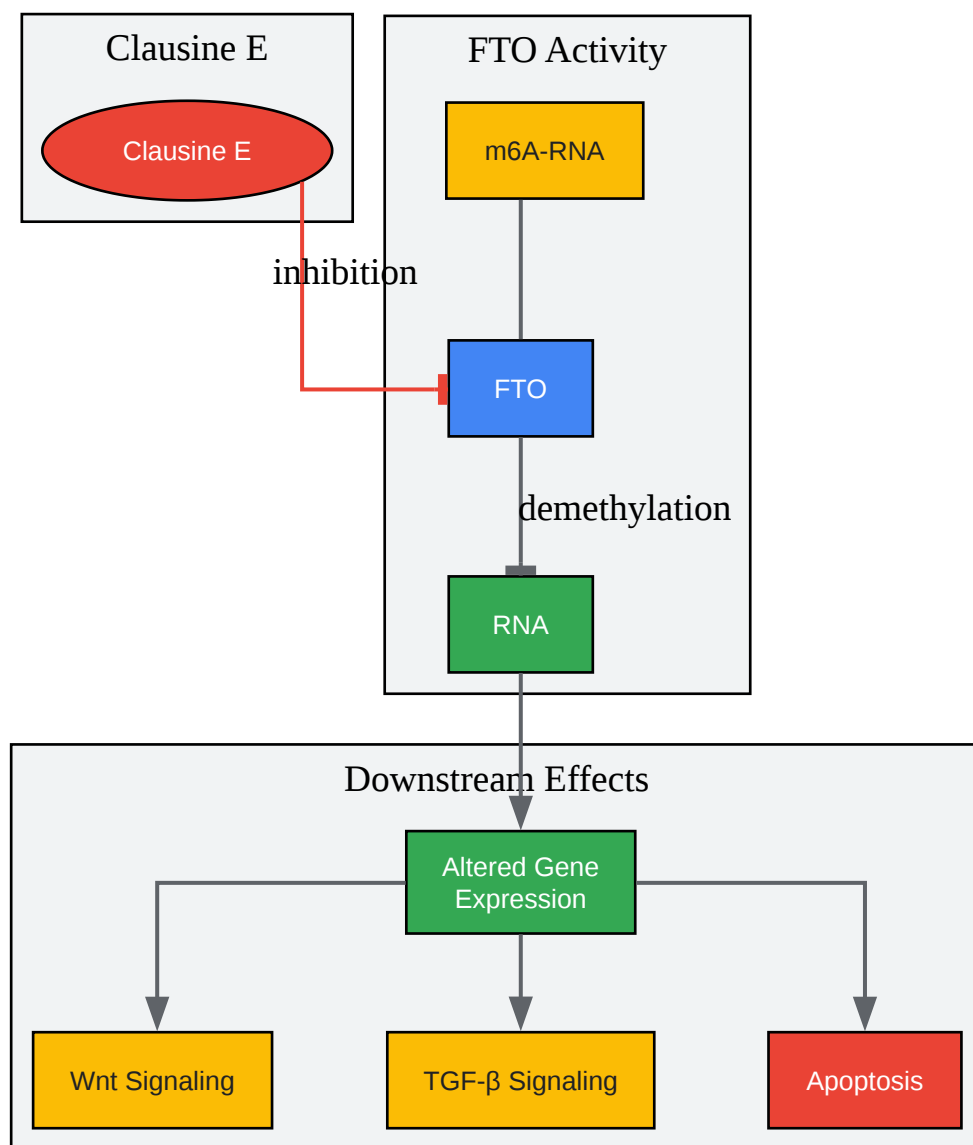 Clausine E
FTO Activity
Clausine E
m6A-RNA
inhibition
FTO
demethylation
RNA
Downstream Effects
Altered Gene
Expression
Wnt Signaling
TGF-β Signaling
Apoptosis